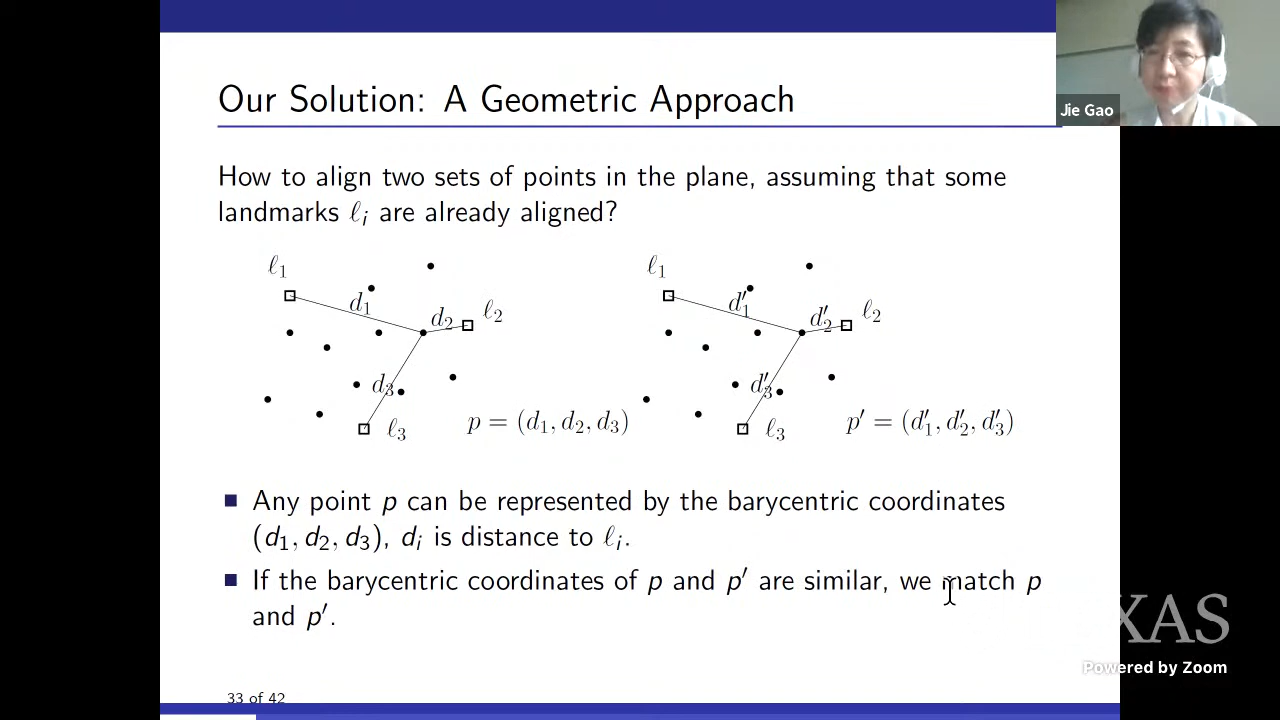 Our Solution: A Geometric Approach
Jie Gao
How to align two sets of points in the plane, assuming that some
landmarks ℓᵢ are already aligned?
ℓ₁
d₁
d₂
ℓ₂
d₃
ℓ₃
p = (d₁, d₂, d₃)
ℓ₁
d′₁
d′₂
ℓ₂
d′₃
ℓ₃
p′ = (d′₁, d′₂, d′₃)
■ Any point p can be represented by the barycentric coordinates
(d₁, d₂, d₃), dᵢ is distance to ℓᵢ.
■ If the barycentric coordinates of p and p′ are similar, we match p
and p′.
XAS
Powered by Zoom
33 of 42